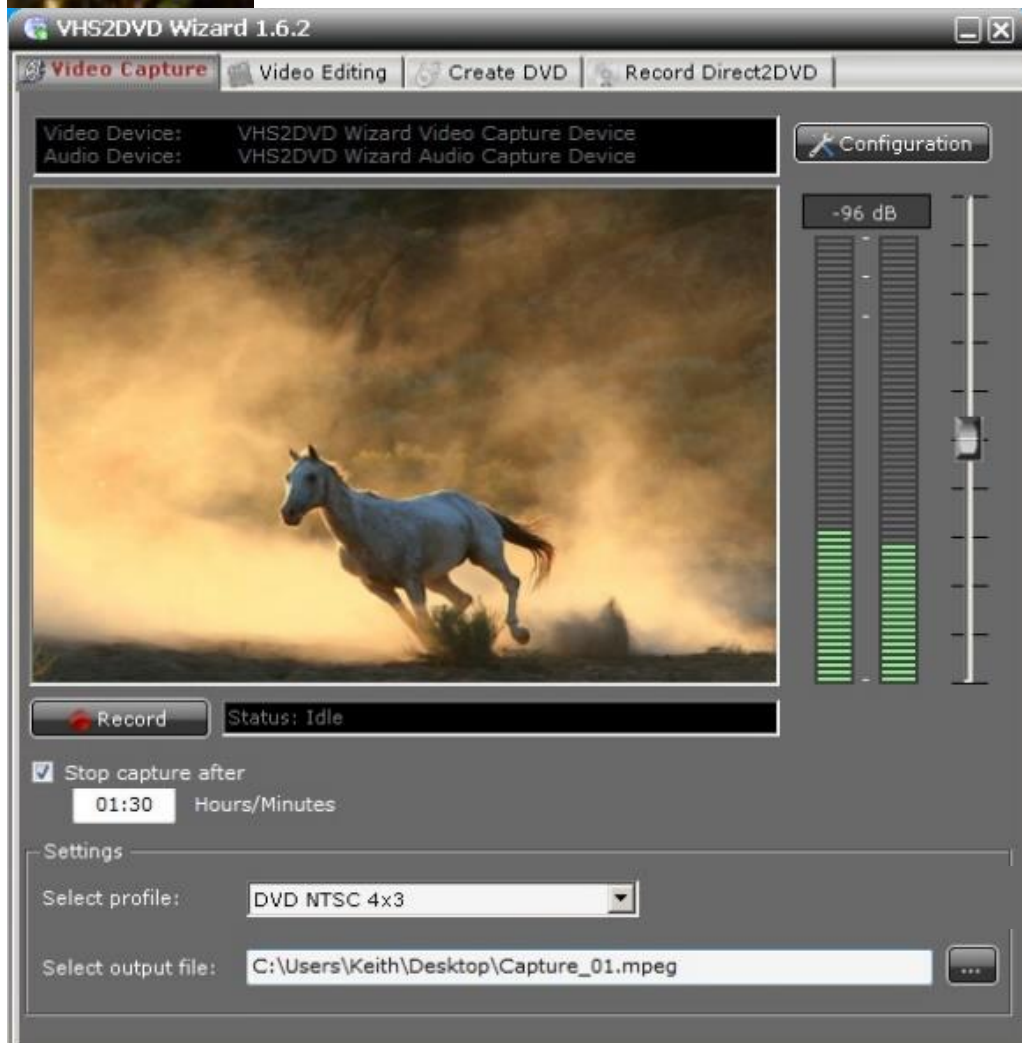 VHS2DVD Wizard 1.6.2
Video Capture Video Editing Create DVD Record Direct2DVD
Video Device: VHS2DVD Wizard Video Capture Device
Audio Device: VHS2DVD Wizard Audio Capture Device
Configuration
-96 dB
Record
Status: Idle
Stop capture after
01:30 Hours/Minutes
Settings
Select profile: DVD NTSC 4x3
Select output file: C:\Users\Keith\Desktop\Capture_01.mpeg
...